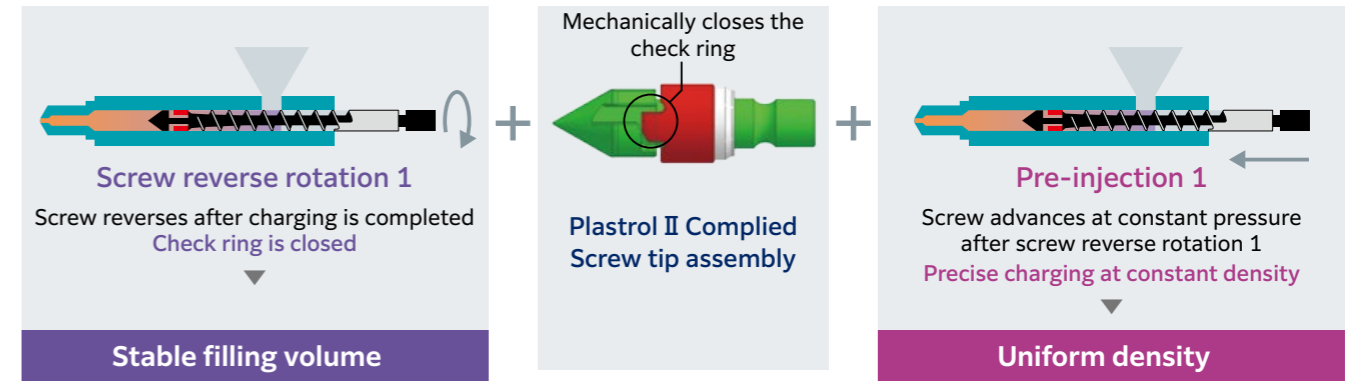 Screw reverse rotation 1
Screw reverses after charging is completed
Check ring is closed
Stable filling volume
+
Mechanically closes the
check ring
Plastrol Ⅱ Complied
Screw tip assembly
+
Pre-injection 1
Screw advances at constant pressure
after screw reverse rotation 1
Precise charging at constant density
Uniform density